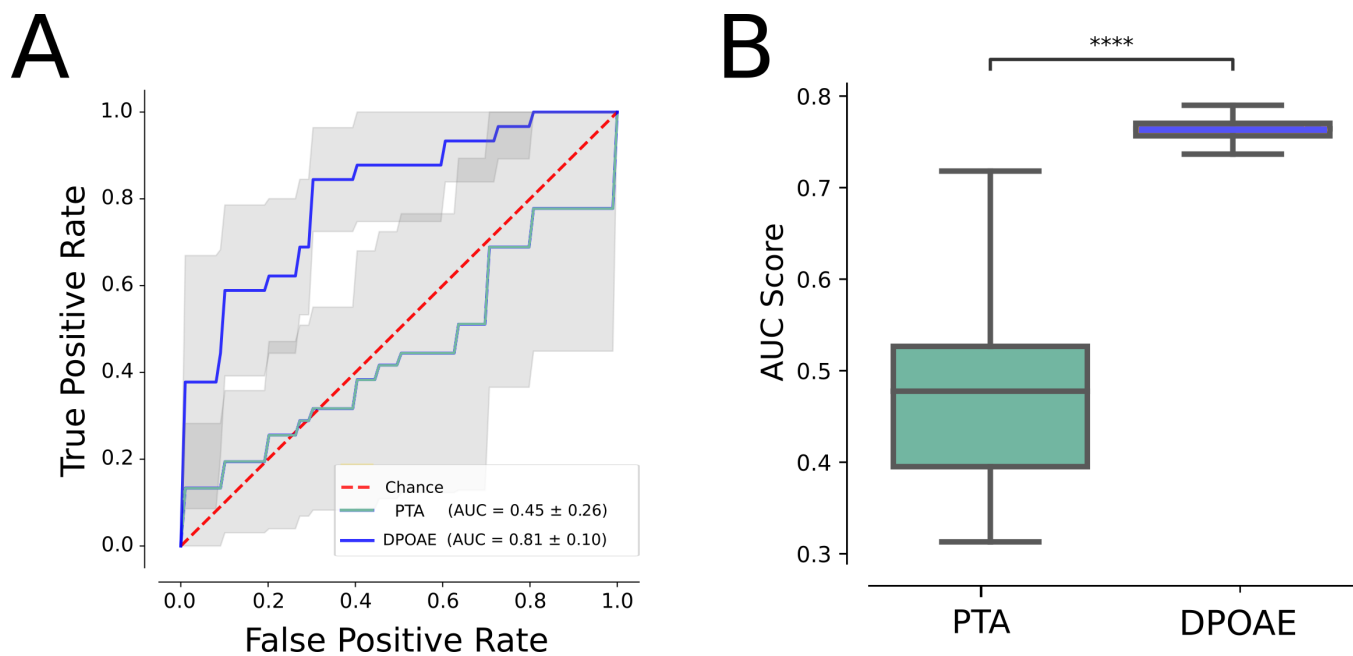 A
True Positive Rate
1.0
0.8
0.6
0.4
0.2
0.0
Chance
PTA (AUC = 0.45 ± 0.26)
DPOAE (AUC = 0.81 ± 0.10)
0.0 0.2 0.4 0.6 0.8 1.0
False Positive Rate
B
****
AUC Score
0.8
0.7
0.6
0.5
0.4
0.3
PTA DPOAE